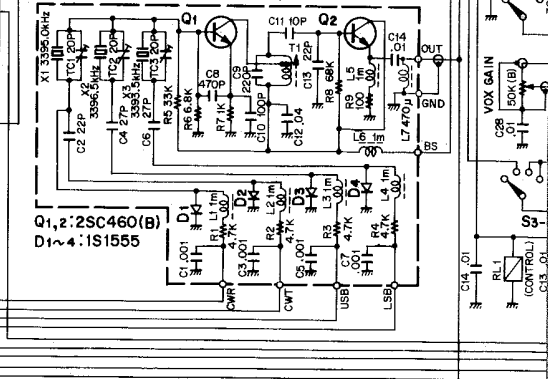 Q1
Q2
C11 10P
X1 3395.0kHz
TC1 20P
X2
3396.5kHz
TC2 20P
X3
3393.5kHz
TC3 20P
R5 33K
R6 6.8K
C8
470P
R7 1K
C9
220P
C10 100P
T1
C12 .04
C13 22P
R8 68K
L5
1m
R9
100
C14
.01
OUT
GND
L7 470µ
L6 1m
BS
C2 22P
C4 27P
C6 27P
Q1,2:2SC460(B)
D1~4:1S1555
D1
D2
D3
D4
L1 1m
L2 1m
L3 1m
L4 1m
R1
4.7K
R2
4.7K
R3
4.7K
R4
4.7K
C1 .001
C3 .001
C5 .001
C7
.001
CWR
CWT
USB
LSB
VOX GAIN
50K(B)
C28
.01
S3-
C14 .01
RL1
(CONTROL)
C13 .01